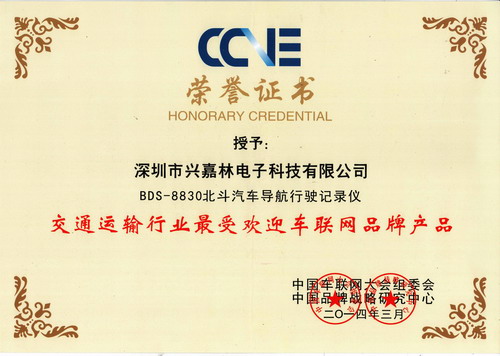 CCVE
荣誉证书
HONORARY CREDENTIAL
授予:
深圳市兴嘉林电子科技有限公司
BDS-8830北斗汽车导航行驶记录仪
交通运输行业最受欢迎车联网品牌产品
中国车联网大会组委会
中国品牌战略研究中心
二〇一四年三月